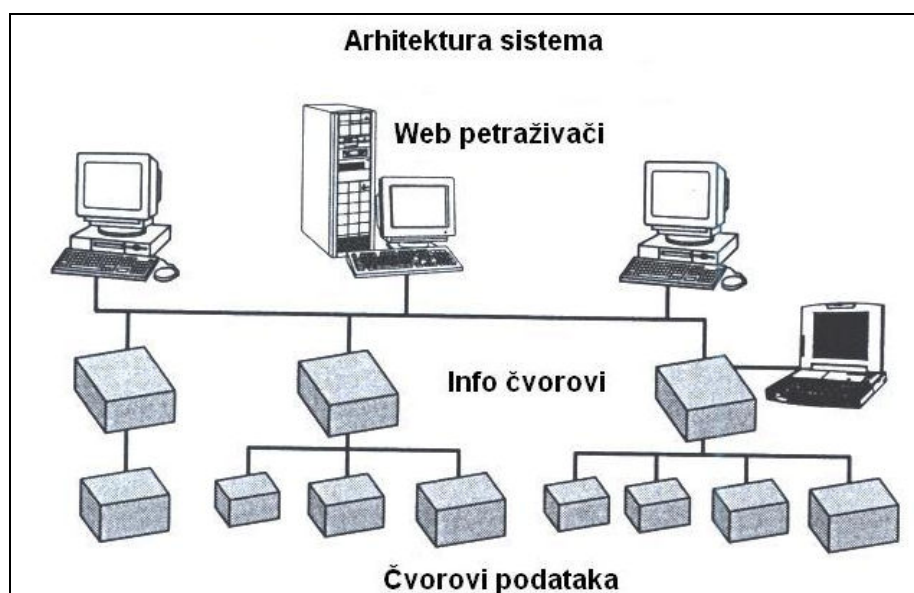 Arhitektura sistema
Web petraživači
Info čvorovi
Čvorovi podataka